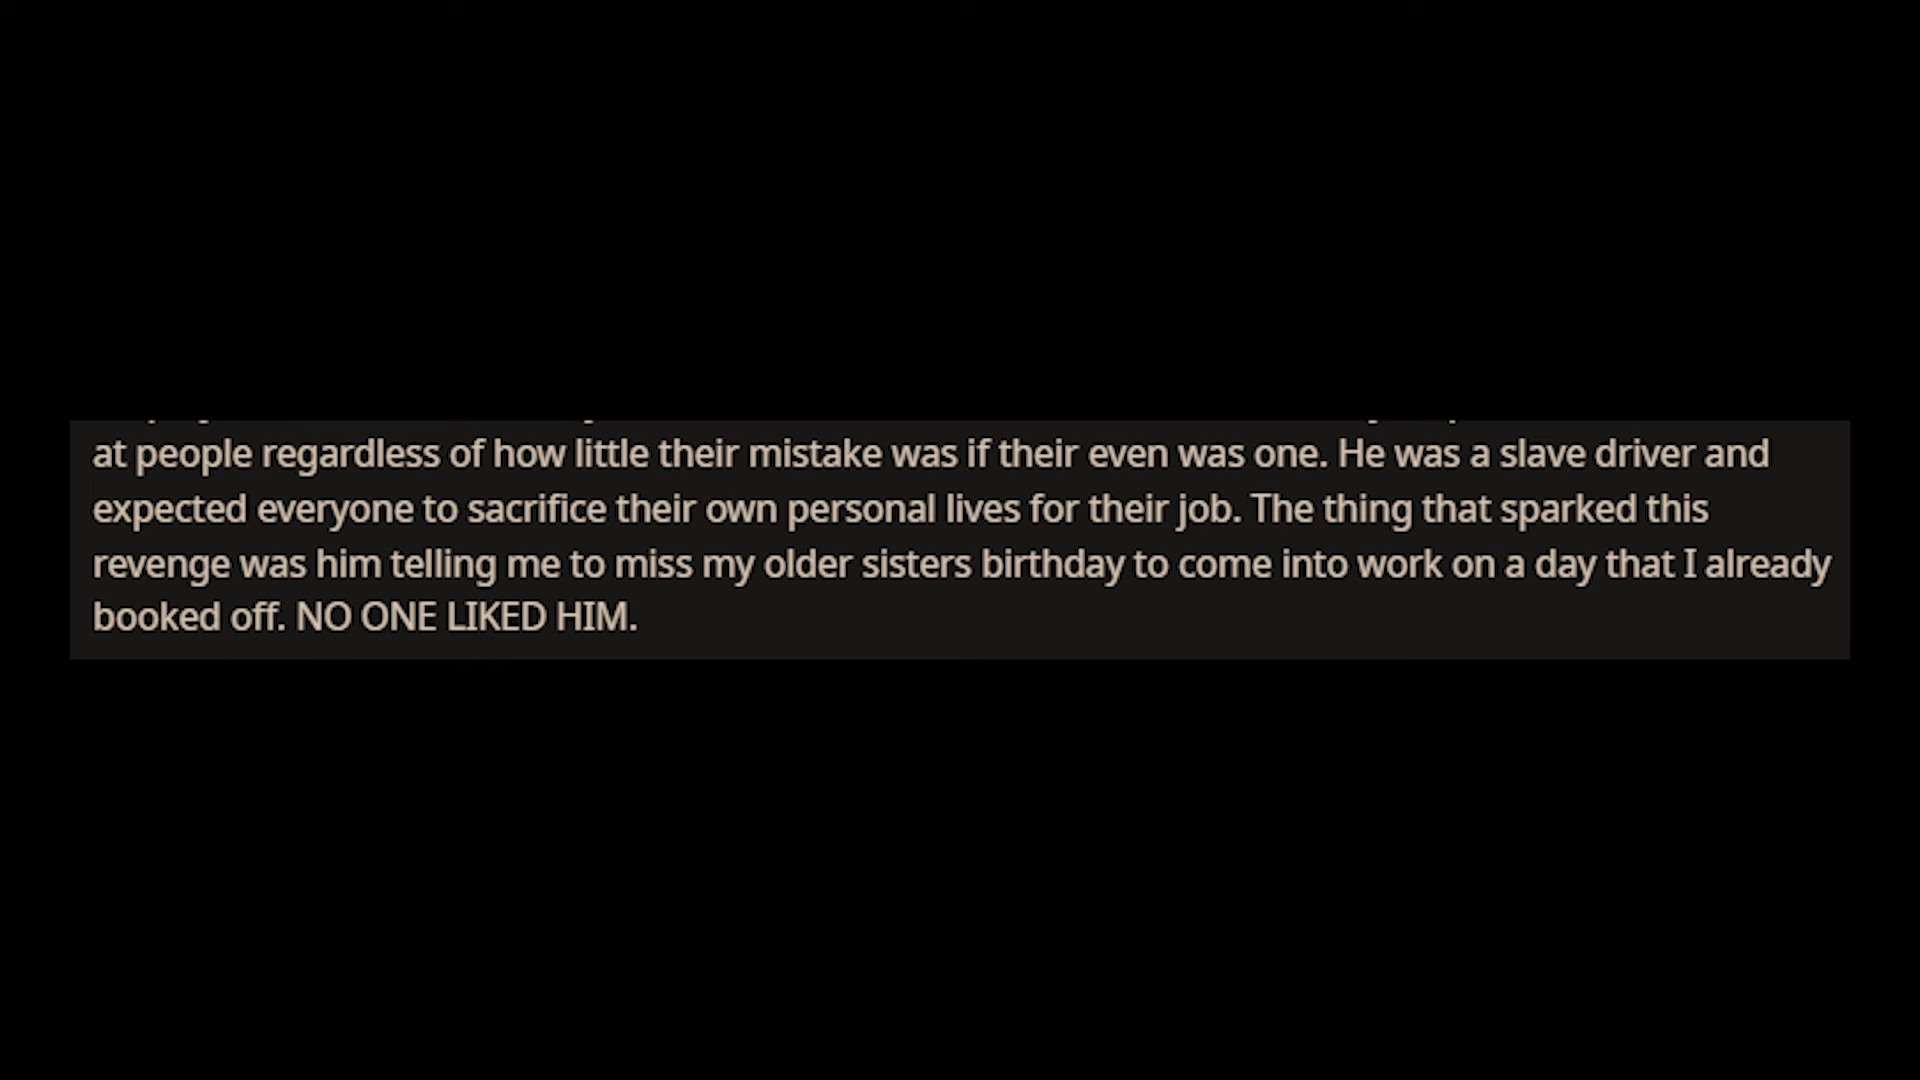 at people regardless of how little their mistake was if their even was one. He was a slave driver and
expected everyone to sacrifice their own personal lives for their job. The thing that sparked this
revenge was him telling me to miss my older sisters birthday to come into work on a day that I already
booked off. NO ONE LIKED HIM.